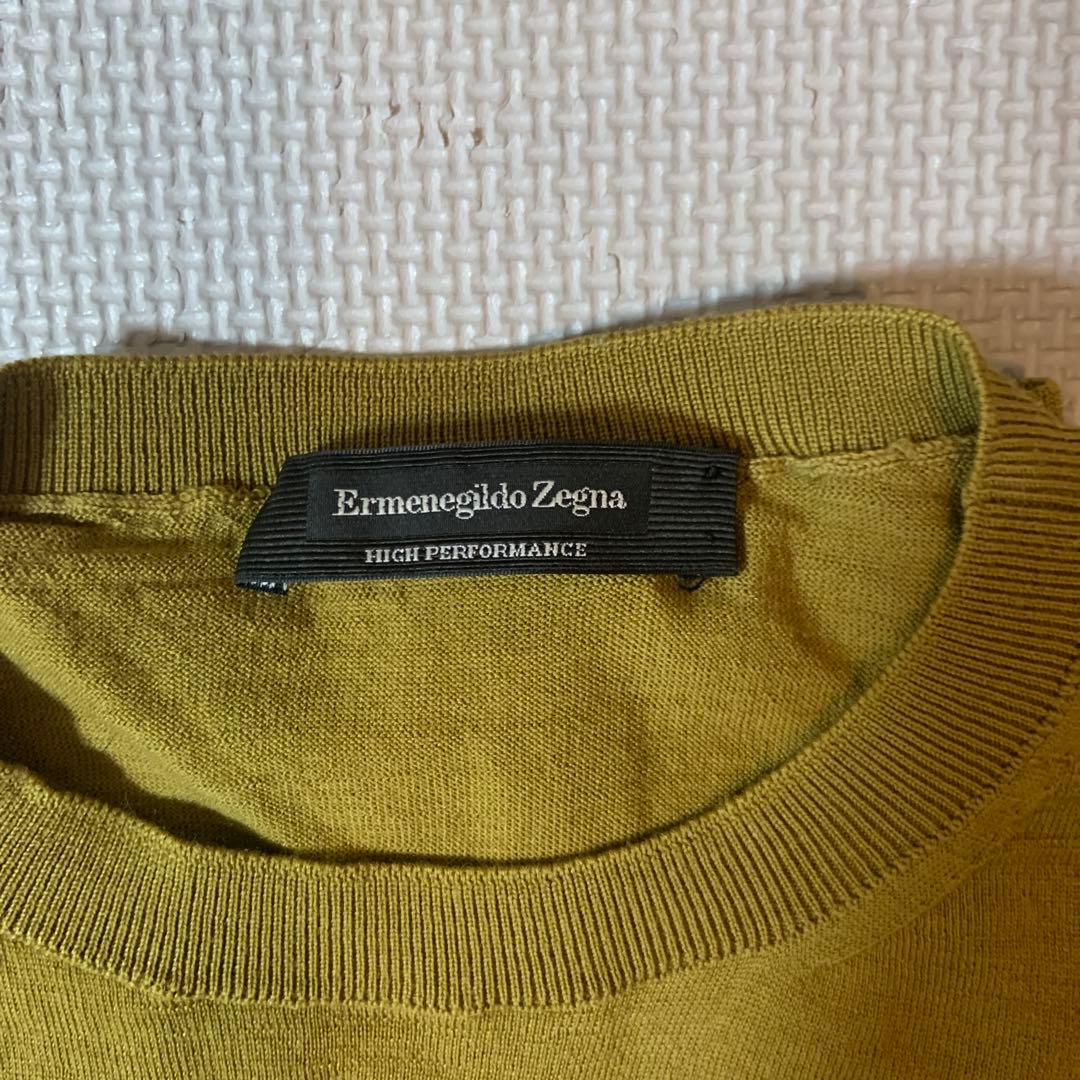 Ermenegildo Zegna
HIGH PERFORMANCE